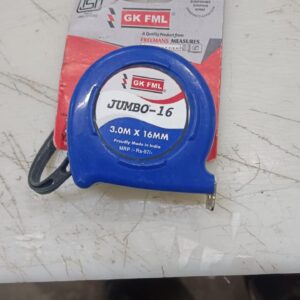 GK FML
A Quality Product from
FREEMANS MEASURES
GK FML
JUMBO-16
3.0M X 16MM
Proudly Made in India